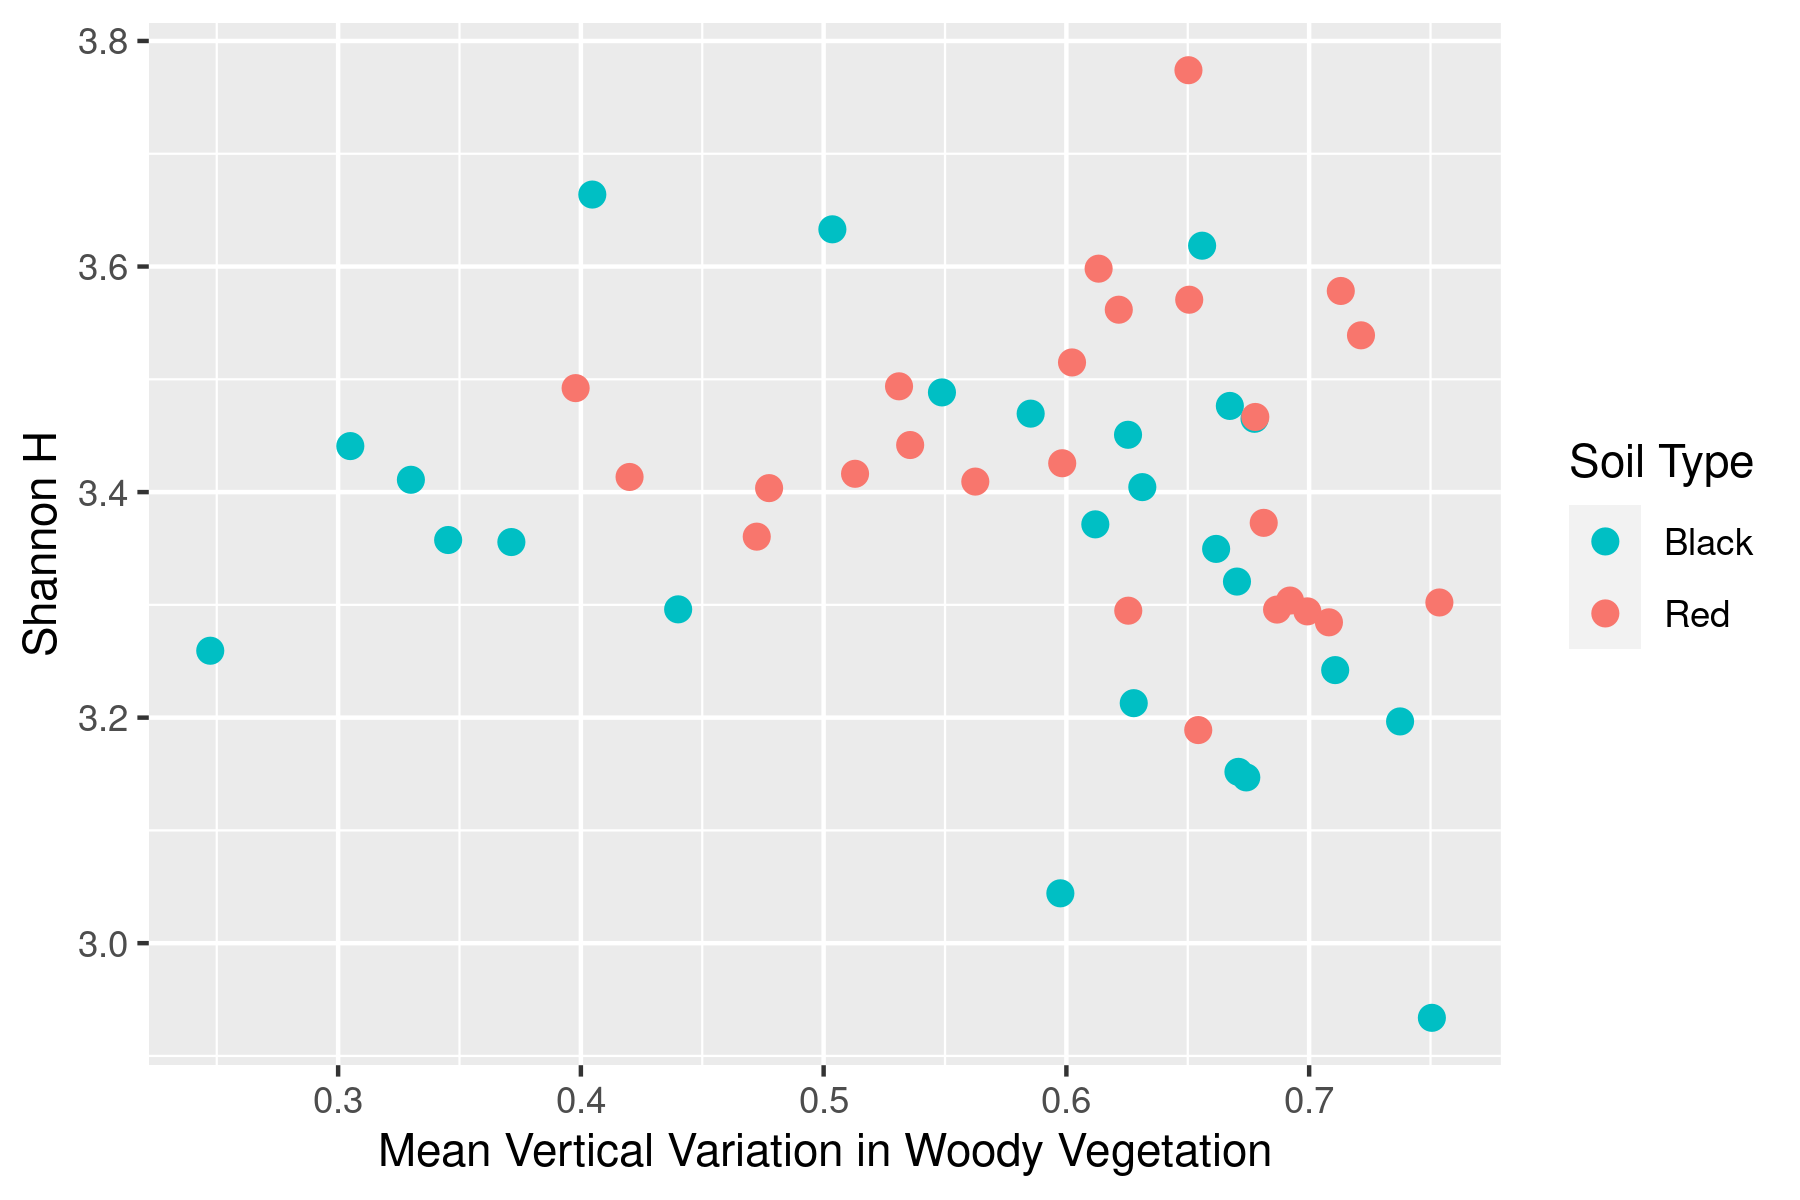 3.8
3.6
3.4
3.2
3.0
Shannon H
0.3 0.4 0.5 0.6 0.7
Mean Vertical Variation in Woody Vegetation
Soil Type
Black
Red